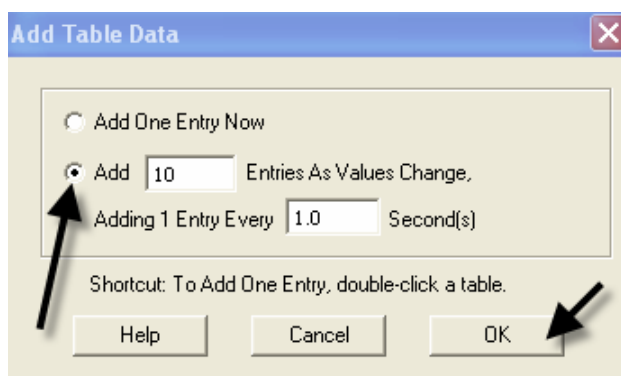 Add Table Data
Add One Entry Now
Add 10 Entries As Values Change,
Adding 1 Entry Every 1.0 Second(s)
Shortcut: To Add One Entry, double-click a table.
Help Cancel OK